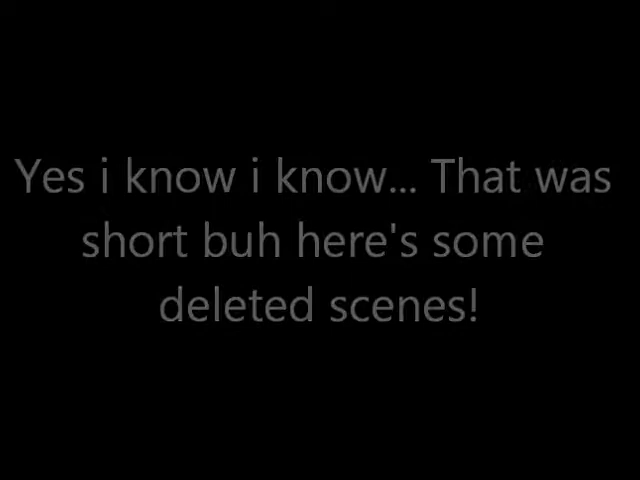 Yes i know i know... That was
short buh here's some
deleted scenes!